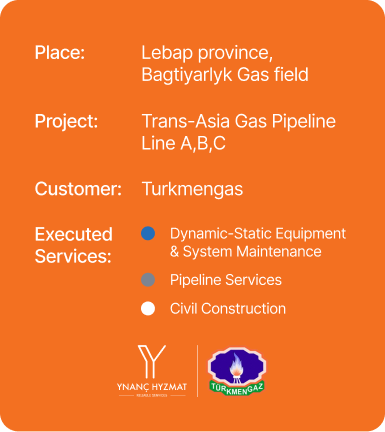 Place: Lebap province,
Bagtiyarlyk Gas field
Project: Trans-Asia Gas Pipeline
Line A,B,C
Customer: Turkmengas
Executed
Services:
Dynamic-Static Equipment
& System Maintenance
Pipeline Services
Civil Construction
YNANÇ HYZMAT
TÜRKMENGAZ